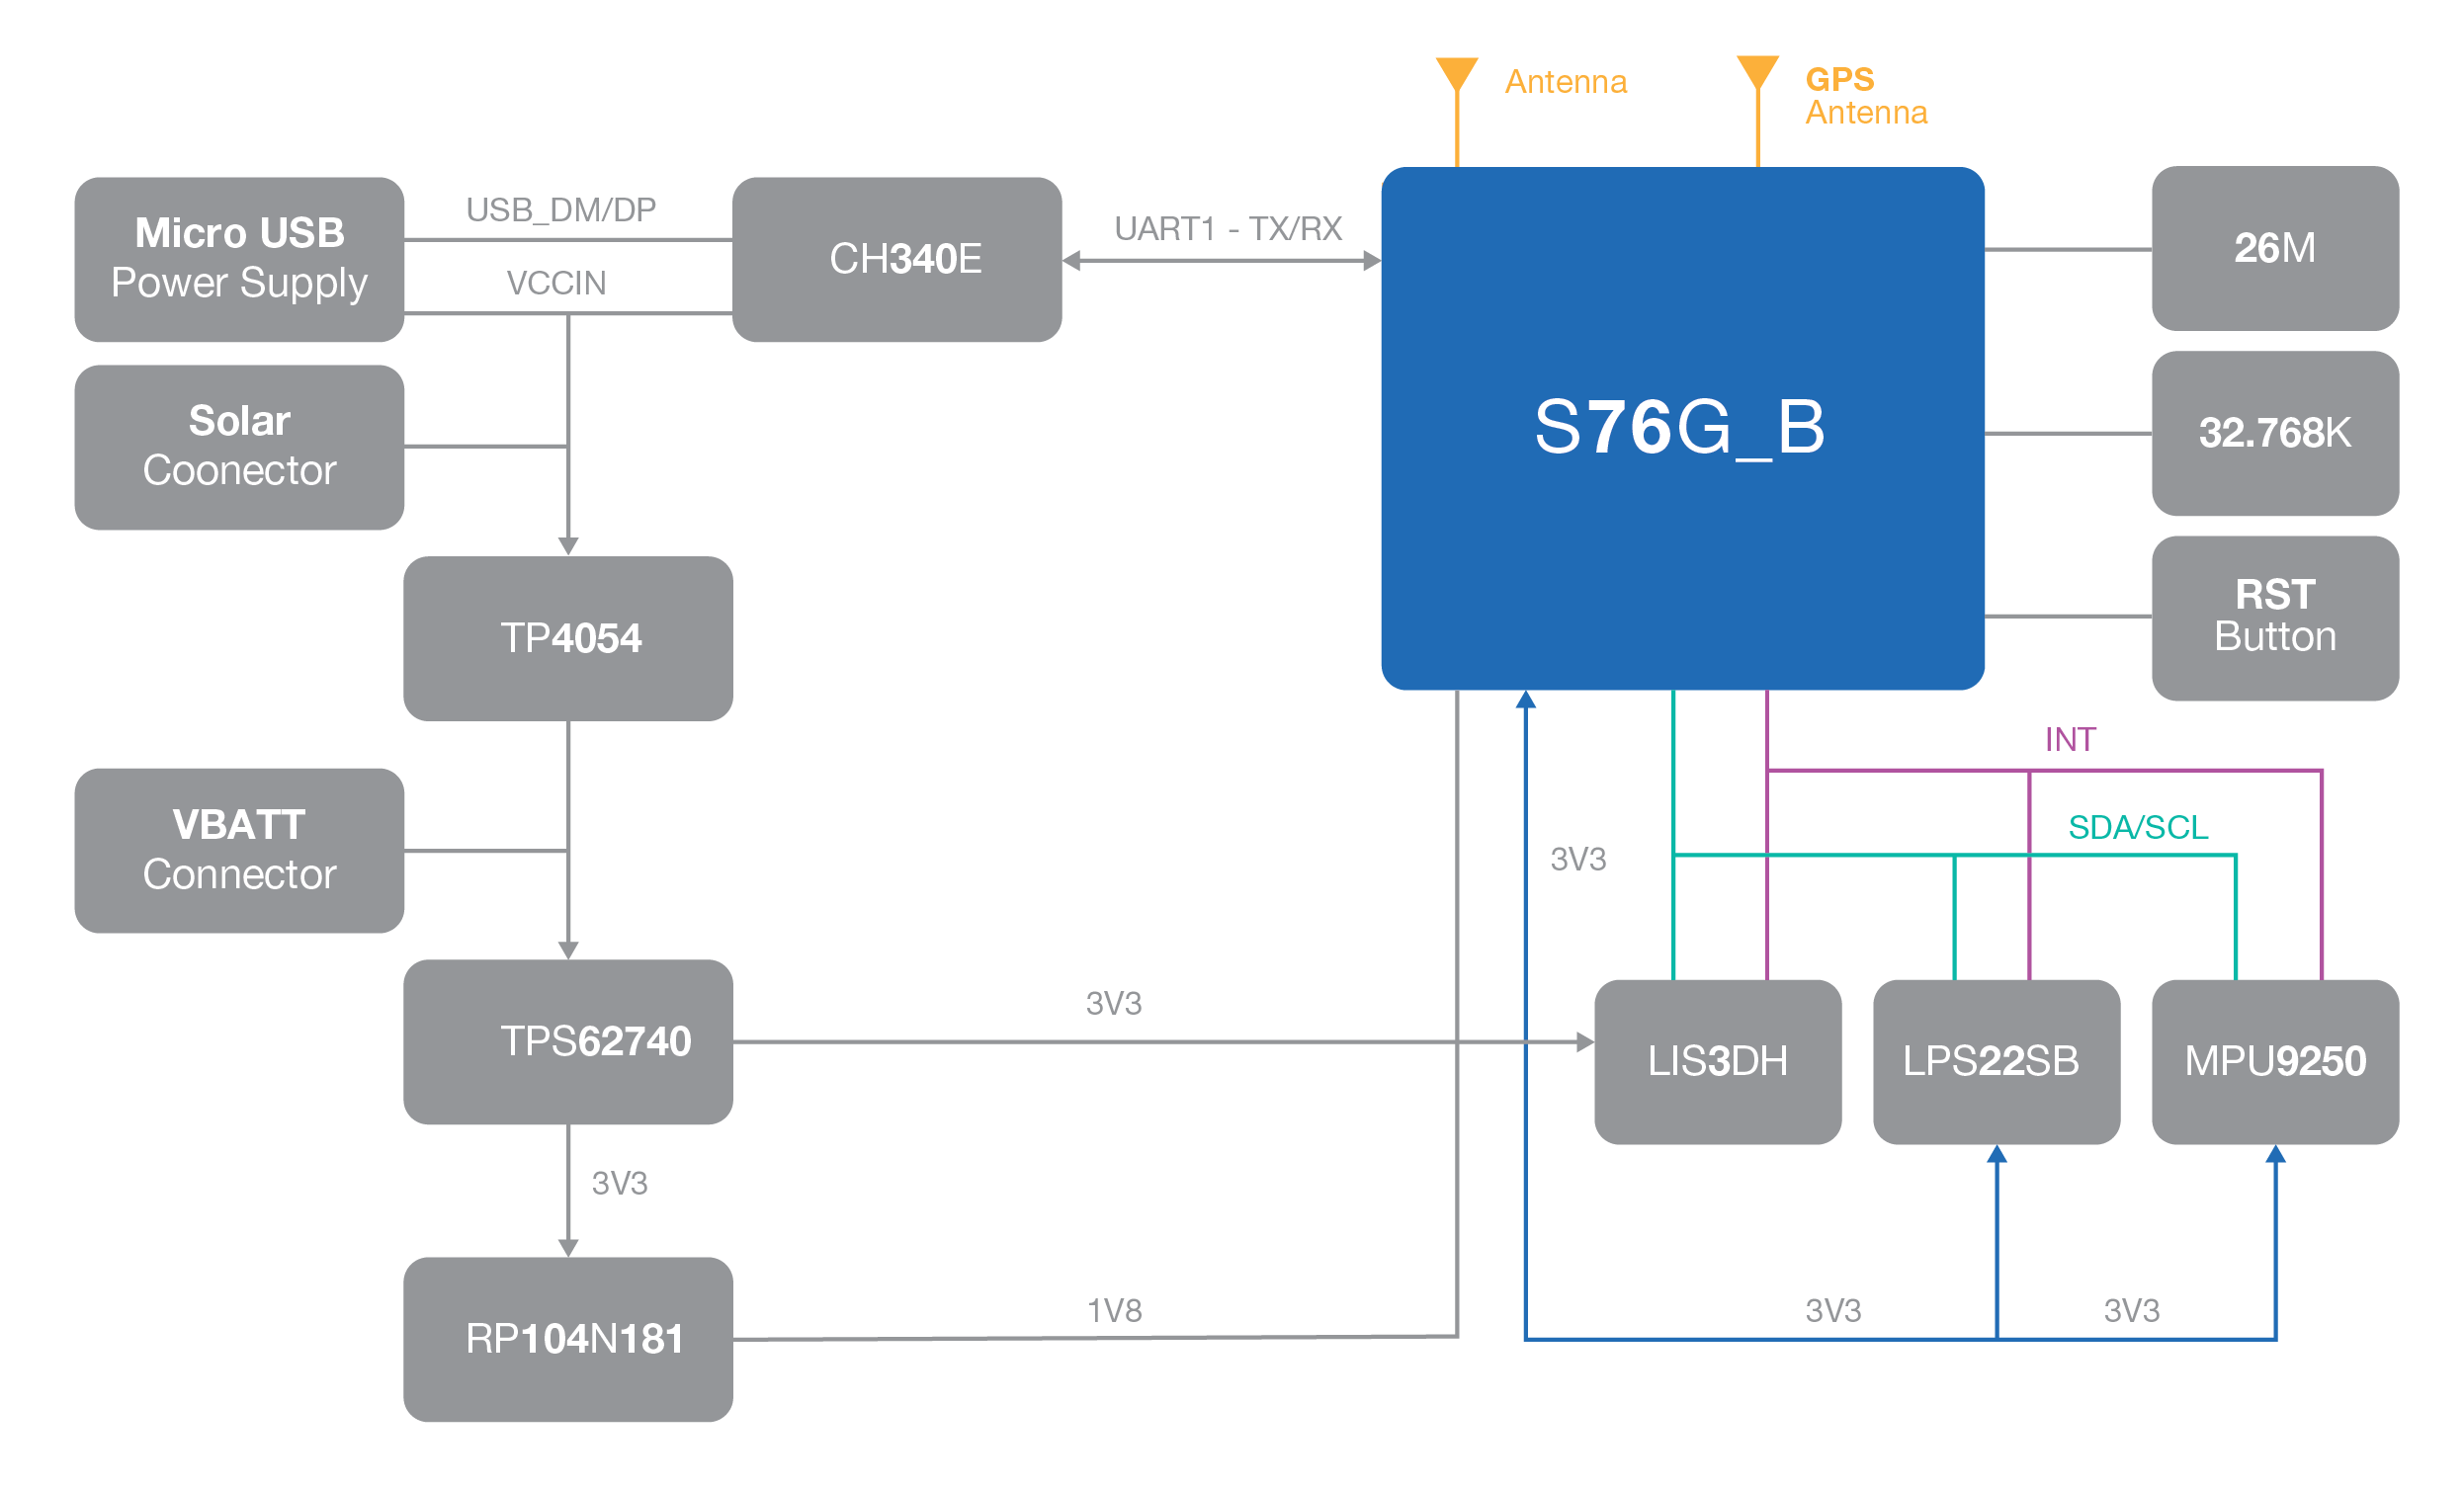 Antenna
GPS
Antenna
Micro USB
Power Supply
USB_DM/DP
VCCIN
CH340E
UART1 - TX/RX
S76G_B
26M
Solar
Coonector
32.768K
TP4054
RST
Button
INT
VBATT
Connector
SDA/SCL
3V3
TPS62740
3V3
LIS3DH
LPS22SB
MPU9250
3V3
RP104N181
1V8
3V3
3V3